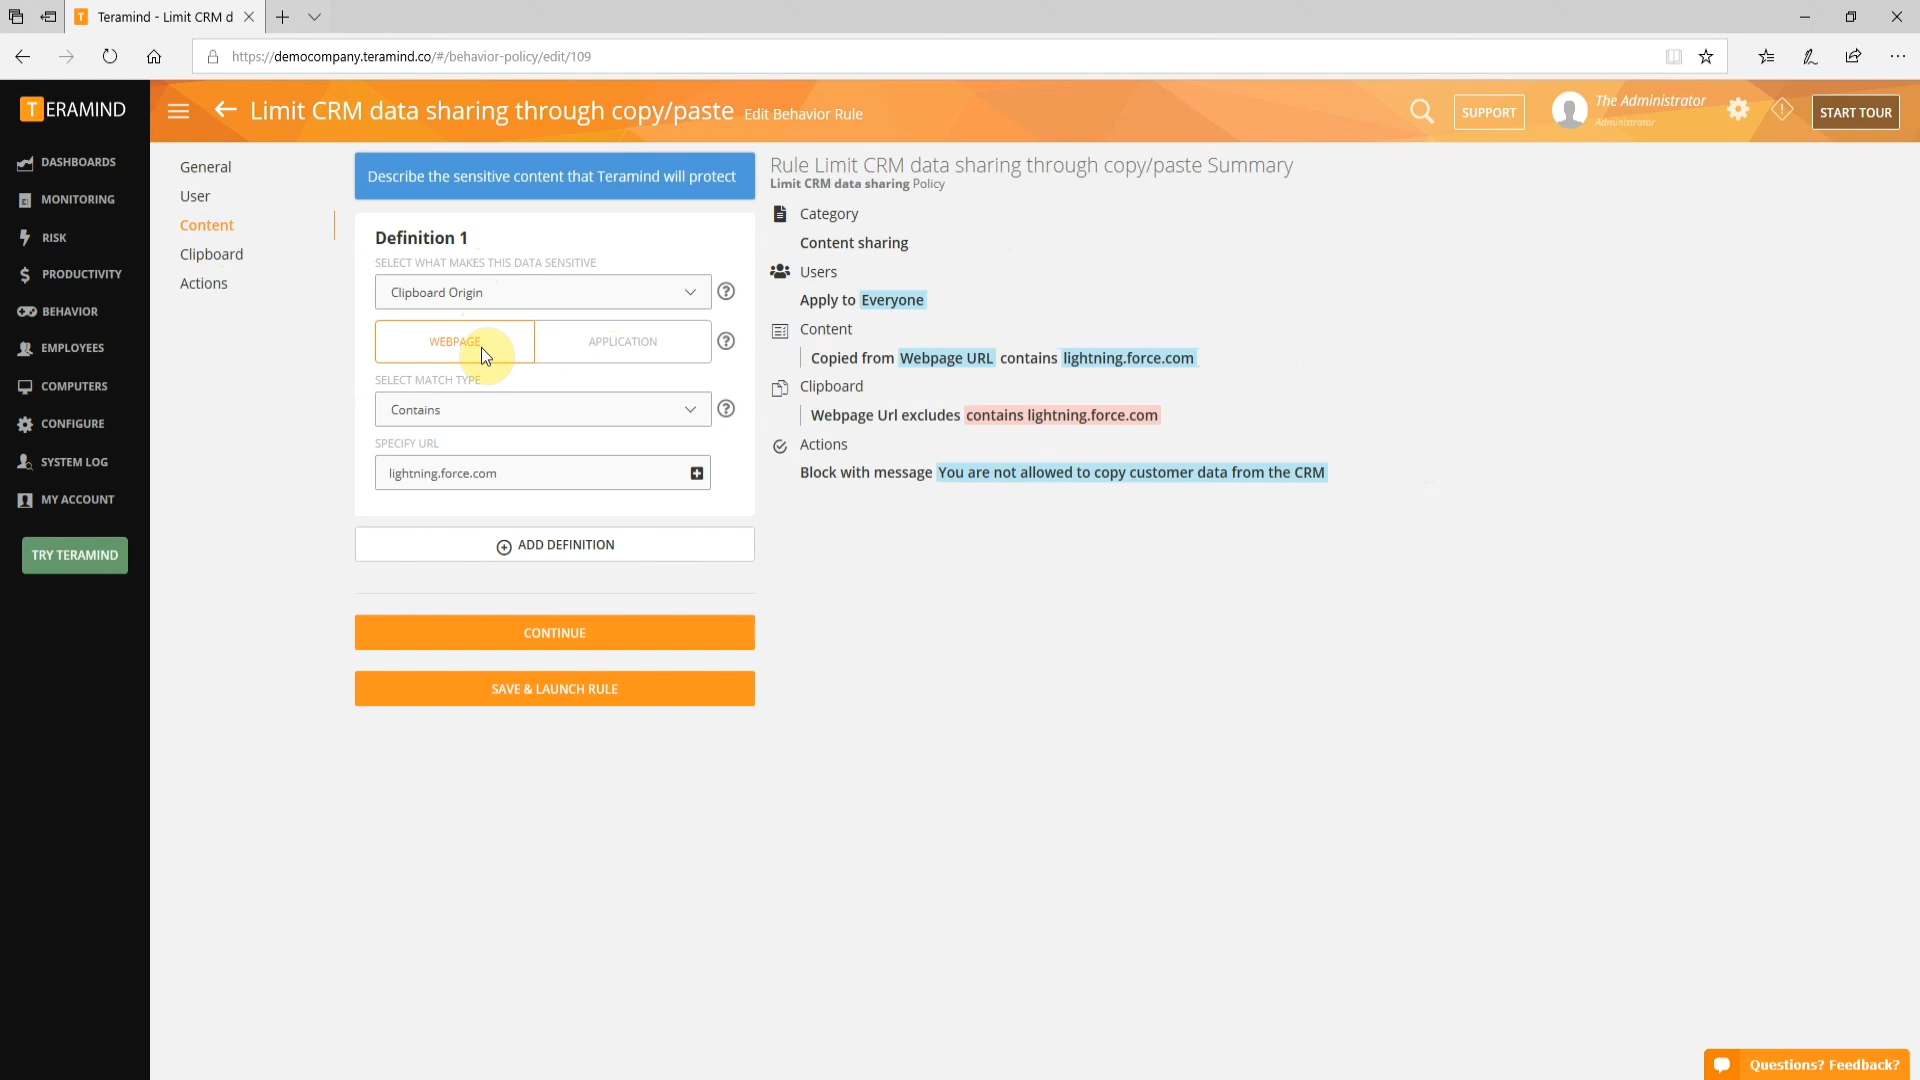 Teramind - Limit CRM d
https://democompany.teramind.co/#/behavior-policy/edit/109
TERAMIND
Limit CRM data sharing through copy/paste Edit Behavior Rule
SUPPORT
The Administrator
Administrator
START TOUR
DASHBOARDS
MONITORING
RISK
PRODUCTIVITY
BEHAVIOR
EMPLOYEES
COMPUTERS
CONFIGURE
SYSTEM LOG
MY ACCOUNT
TRY TERAMIND
General
User
Content
Clipboard
Actions
Describe the sensitive content that Teramind will protect
Definition 1
SELECT WHAT MAKES THIS DATA SENSITIVE
Clipboard Origin
WEBPAGE
APPLICATION
SELECT MATCH TYPE
Contains
SPECIFY URL
lightning.force.com
ADD DEFINITION
CONTINUE
SAVE & LAUNCH RULE
Rule Limit CRM data sharing through copy/paste Summary
Limit CRM data sharing Policy
Category
Content sharing
Users
Apply to Everyone
Content
Copied from Webpage URL contains lightning.force.com
Clipboard
Webpage Url excludes contains lightning.force.com
Actions
Block with message You are not allowed to copy customer data from the CRM
Questions? Feedback?